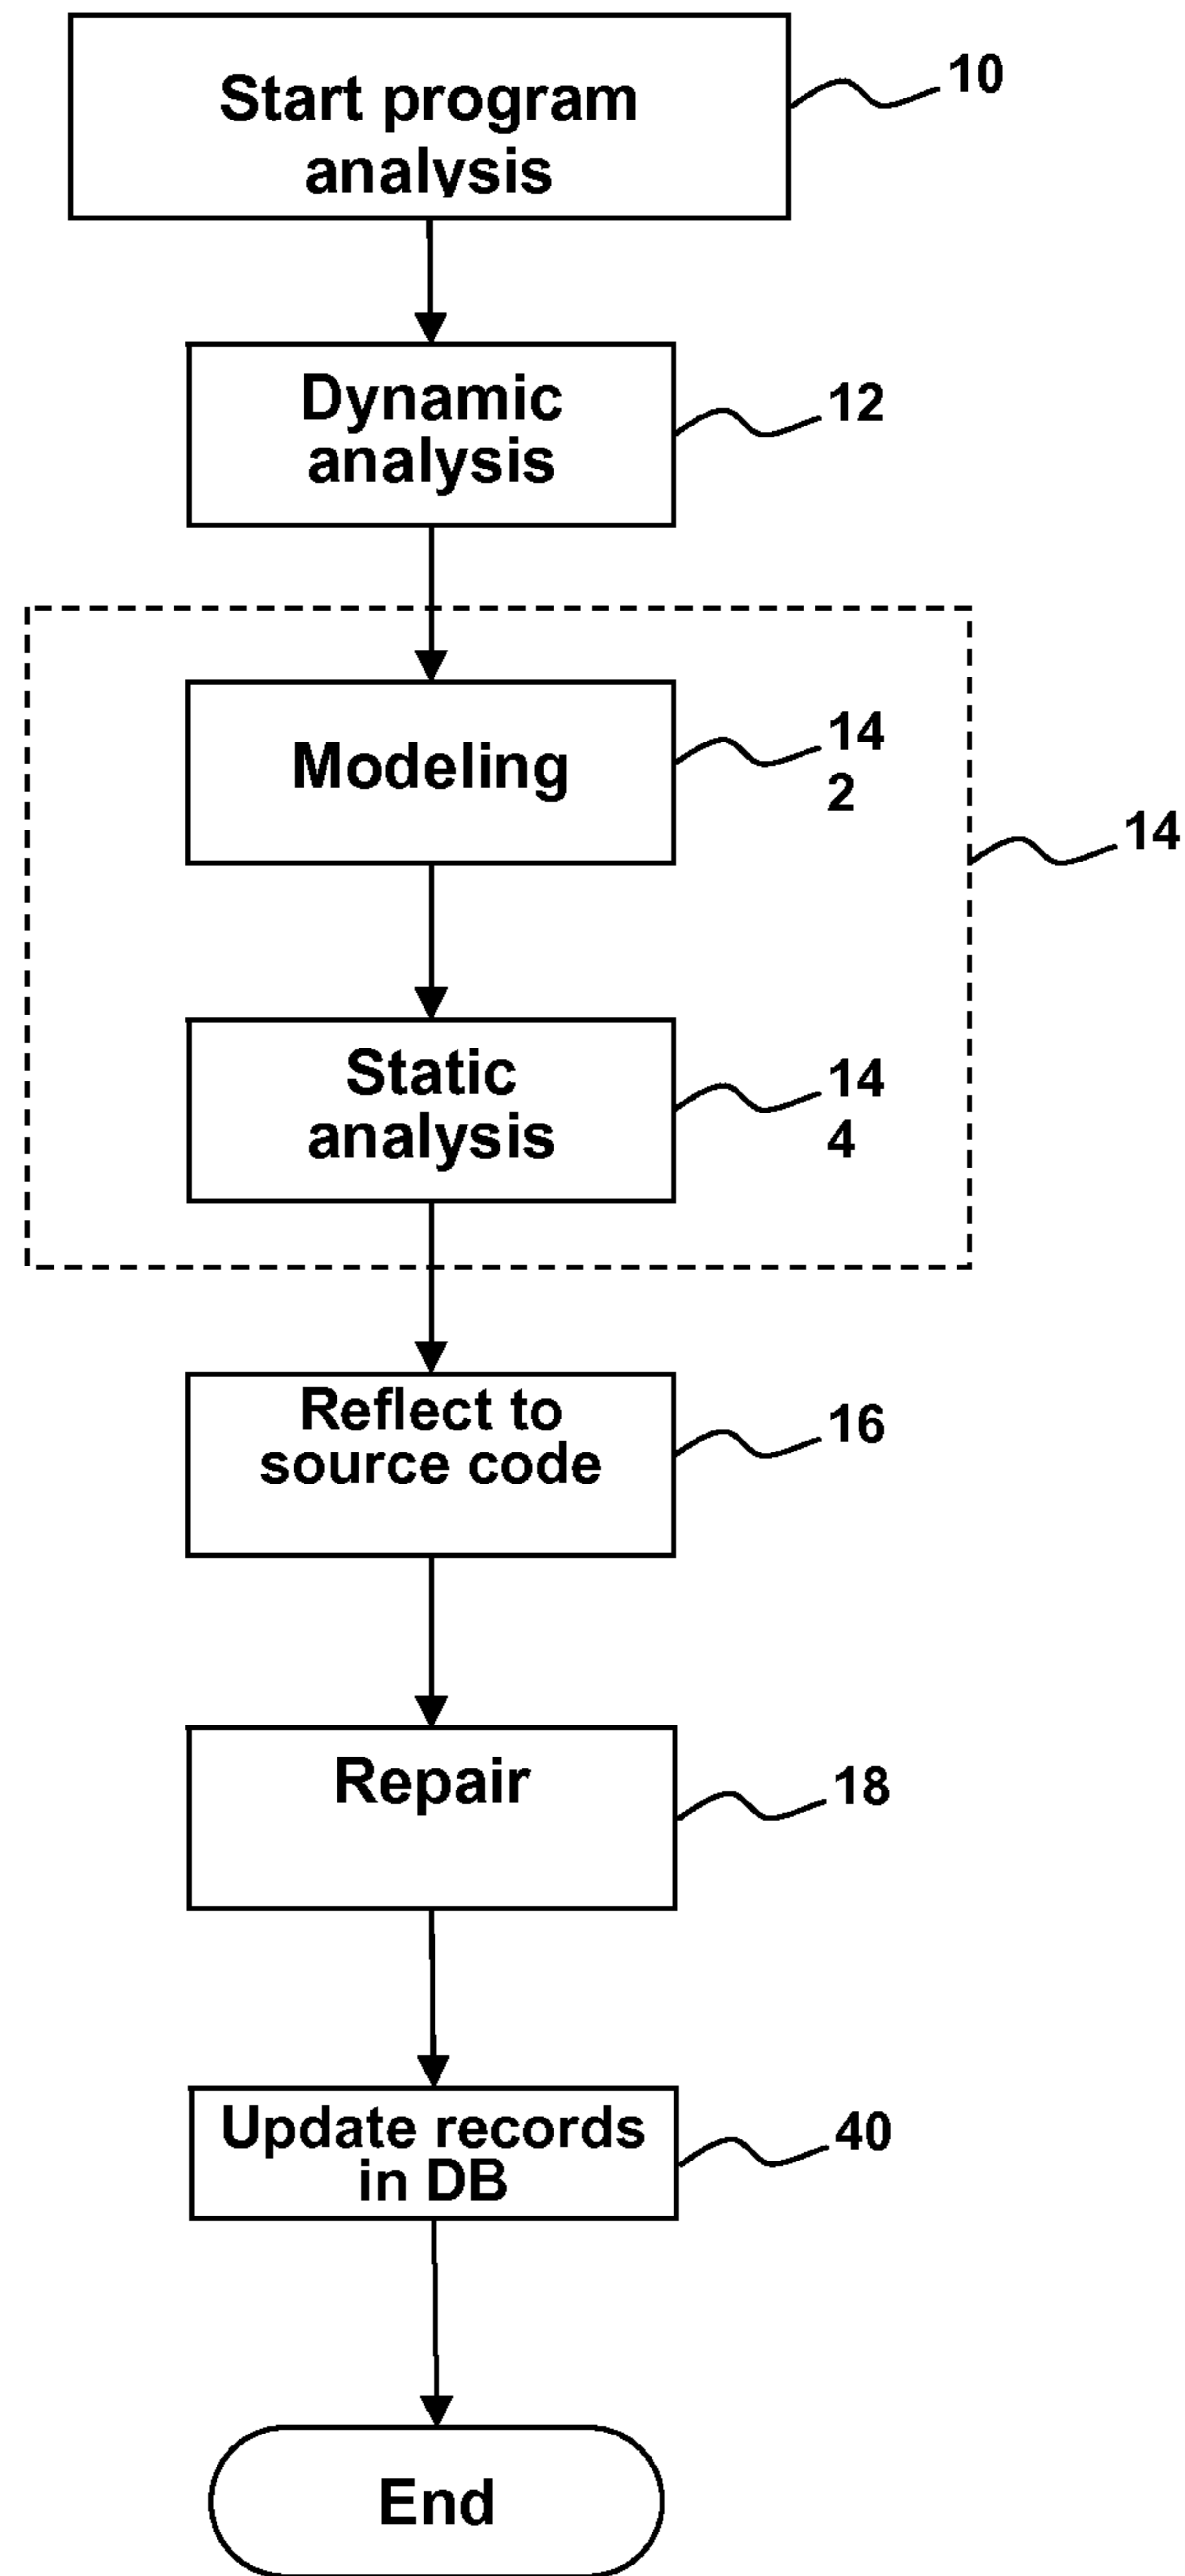 Start program
analysis
10
Dynamic
analysis
12
Modeling
14
2
14
Static
analysis
14
4
Reflect to
source code
16
Repair
18
Update records
in DB
40
End